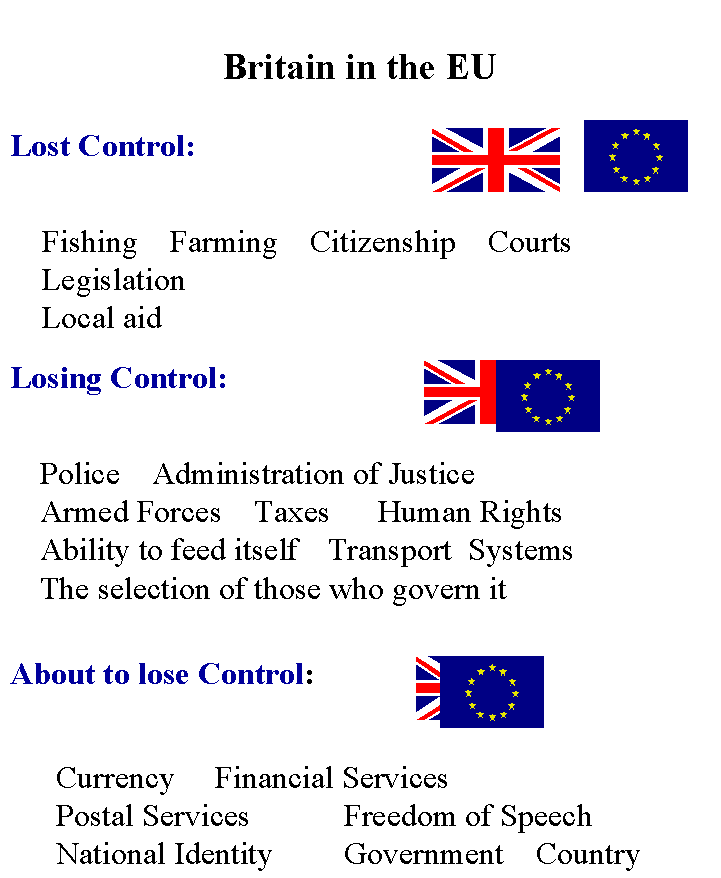 Britain in the EU
Lost Control:
Fishing Farming Citizenship Courts
Legislation
Local aid
Losing Control:
Police Administration of Justice
Armed Forces Taxes Human Rights
Ability to feed itself Transport Systems
The selection of those who govern it
About to lose Control:
Currency Financial Services
Postal Services Freedom of Speech
National Identity Government Country